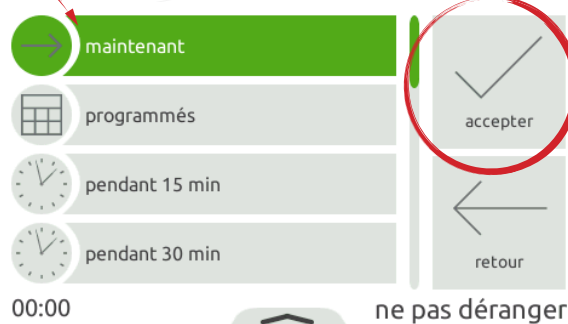 maintenant
programmés
accepter
pendant 15 min
pendant 30 min
retour
00:00
ne pas déranger